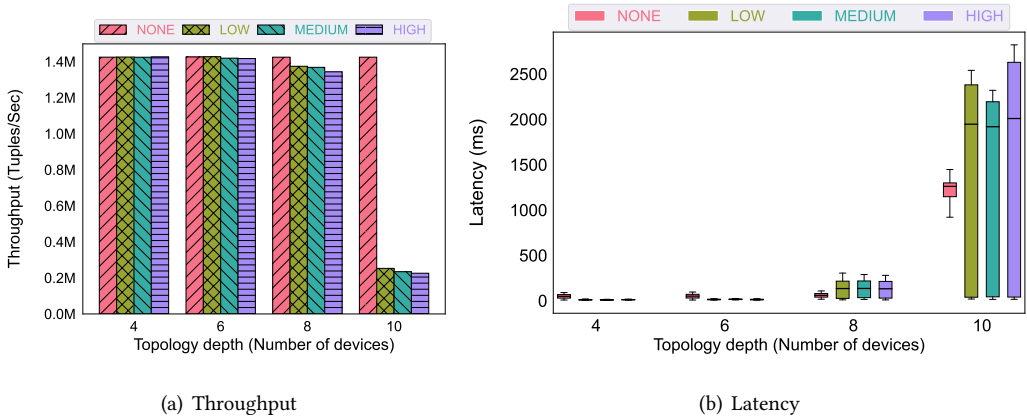 NONE LOW MEDIUM HIGH
1.4M
1.2M
1.0M
0.8M
0.6M
0.4M
0.2M
0.0M
Throughput (Tuples/Sec)
4 6 8 10
Topology depth (Number of devices)
(a) Throughput
NONE LOW MEDIUM HIGH
2500
2000
1500
1000
500
0
Latency (ms)
4 6 8 10
Topology depth (Number of devices)
(b) Latency